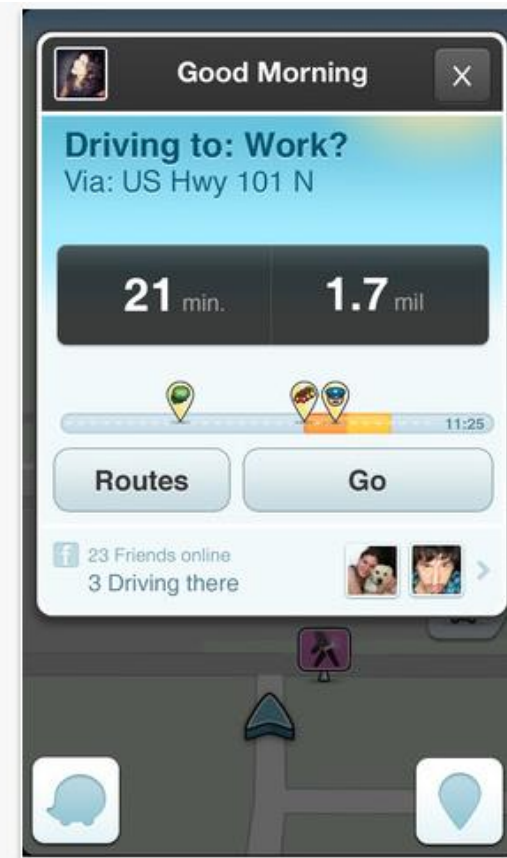 Good Morning
X
Driving to: Work?
Via: US Hwy 101 N
21 min.
1.7 mil
11:25
Routes
Go
f 23 Friends online
3 Driving there